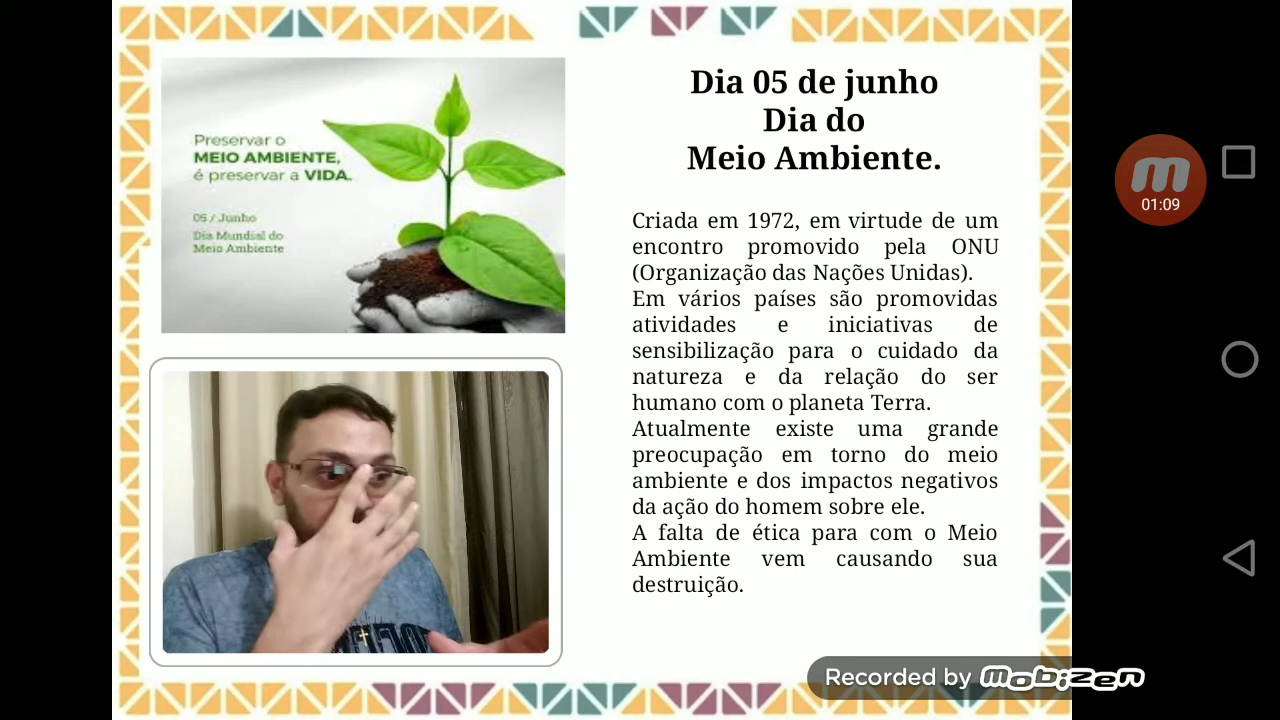 Preservar o
MEIO AMBIENTE,
é preservar a VIDA.
05 / Junho
Dia Mundial do
Meio Ambiente
Dia 05 de junho
Dia do
Meio Ambiente.
Criada em 1972, em virtude de um
encontro promovido pela ONU
(Organização das Nações Unidas).
Em vários países são promovidas
atividades e iniciativas de
sensibilização para o cuidado da
natureza e da relação do ser
humano com o planeta Terra.
Atualmente existe uma grande
preocupação em torno do meio
ambiente e dos impactos negativos
da ação do homem sobre ele.
A falta de ética para com o Meio
Ambiente vem causando sua
destruição.
m
01:09
Recorded by mobizen